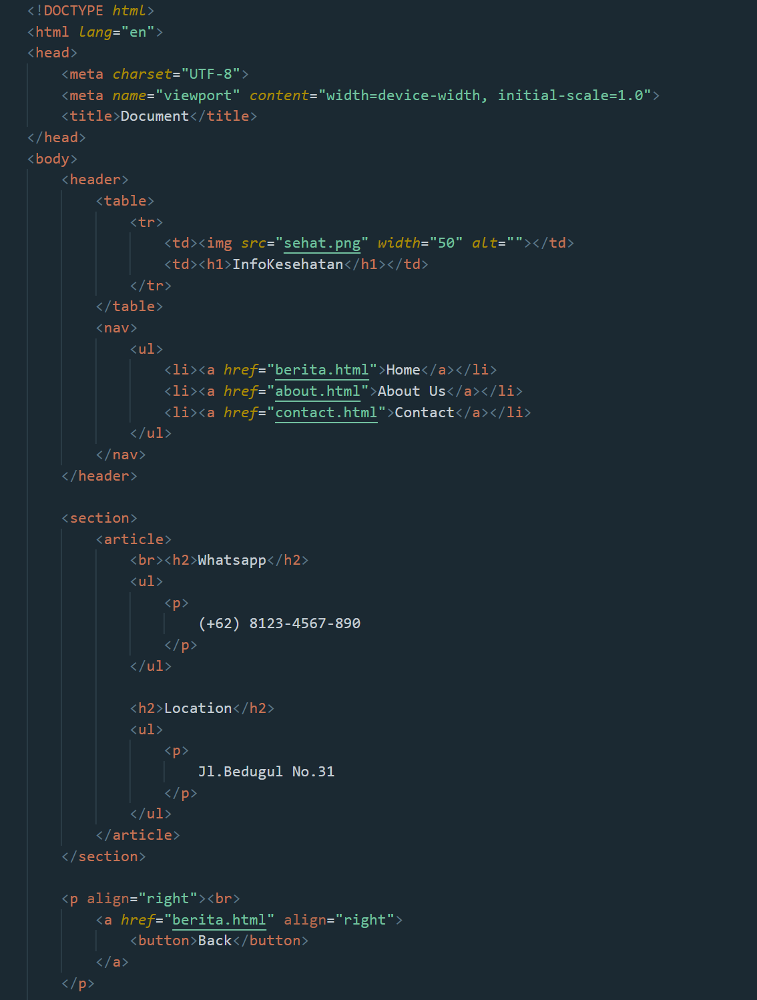 <!DOCTYPE html>
<html lang="en">
<head>
    <meta charset="UTF-8">
    <meta name="viewport" content="width=device-width, initial-scale=1.0">
    <title>Document</title>
</head>
<body>
    <header>
        <table>
            <tr>
                <td><img src="sehat.png" width="50" alt=""></td>
                <td><h1>InfoKesehatan</h1></td>
            </tr>
        </table>
        <nav>
            <ul>
                <li><a href="berita.html">Home</a></li>
                <li><a href="about.html">About Us</a></li>
                <li><a href="contact.html">Contact</a></li>
            </ul>
        </nav>
    </header>

    <section>
        <article>
            <br><h2>Whatsapp</h2>
            <ul>
                <p>
                    (+62) 8123-4567-890
                </p>
            </ul>

            <h2>Location</h2>
            <ul>
                <p>
                    Jl.Bedugul No.31
                </p>
            </ul>
        </article>
    </section>

    <p align="right"><br>
        <a href="berita.html" align="right">
            <button>Back</button>
        </a>
    </p>